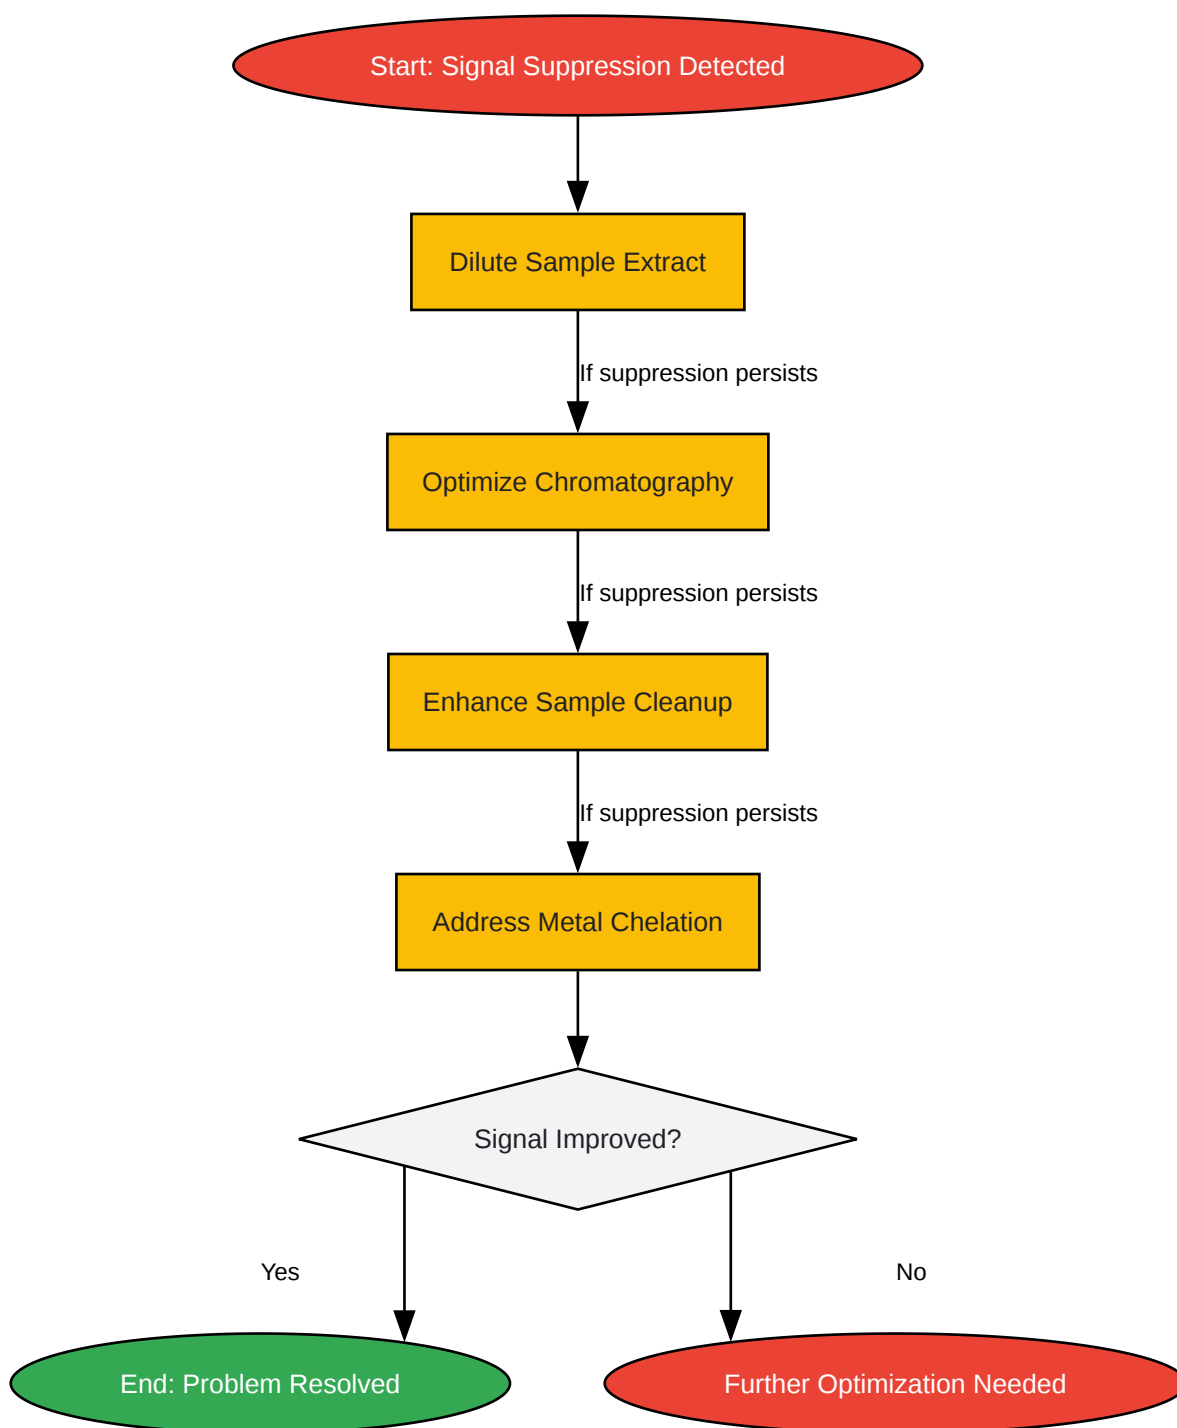 Start: Signal Suppression Detected
Dilute Sample Extract
If suppression persists
Optimize Chromatography
If suppression persists
Enhance Sample Cleanup
If suppression persists
Address Metal Chelation
Signal Improved?
Yes
No
End: Problem Resolved
Further Optimization Needed